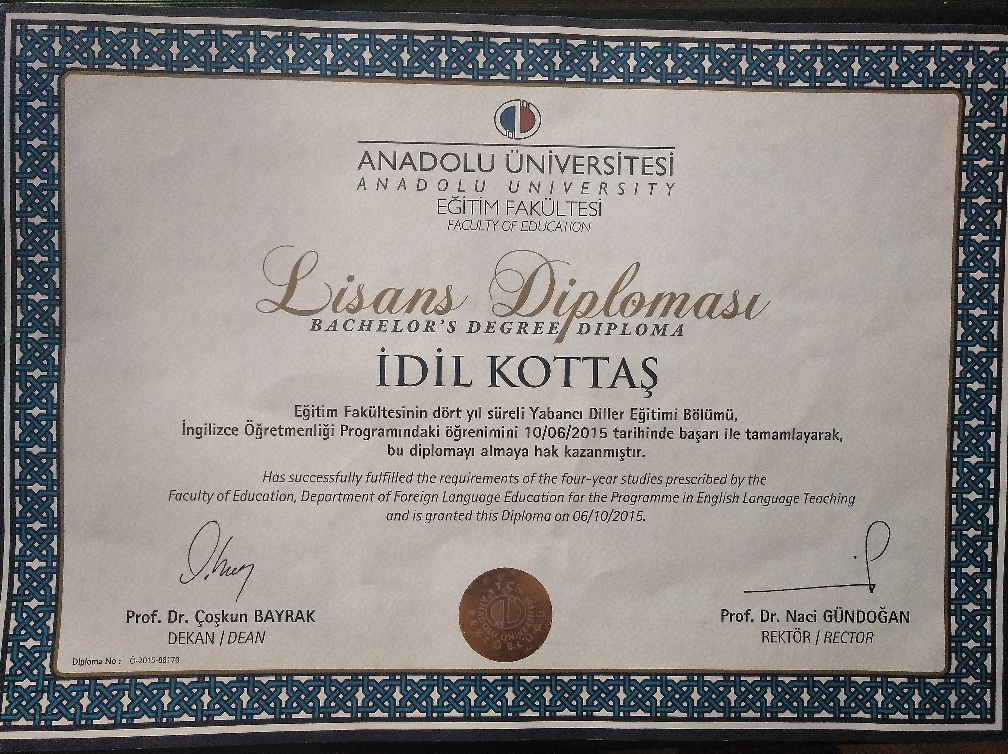 ANADOLU ÜNİVERSİTESİ
ANADOLU UNIVERSITY
EĞİTİM FAKÜLTESİ
FACULTY OF EDUCATION
Lisans Diploması
BACHELOR'S DEGREE DIPLOMA
İDİL KOTTAŞ
Eğitim Fakültesinin dört yıl süreli Yabancı Diller Eğitimi Bölümü,
İngilizce Öğretmenliği Programındaki öğrenimini 10/06/2015 tarihinde başarı ile tamamlayarak,
bu diplomayı almaya hak kazanmıştır.
Has successfully fulfilled the requirements of the four-year studies prescribed by the
Faculty of Education, Department of Foreign Language Education for the Programme in English Language Teaching
and is granted this Diploma on 06/10/2015.
Prof. Dr. Çoşkun BAYRAK
DEKAN / DEAN
Prof. Dr. Naci GÜNDOĞAN
REKTÖR / RECTOR
Diploma No :